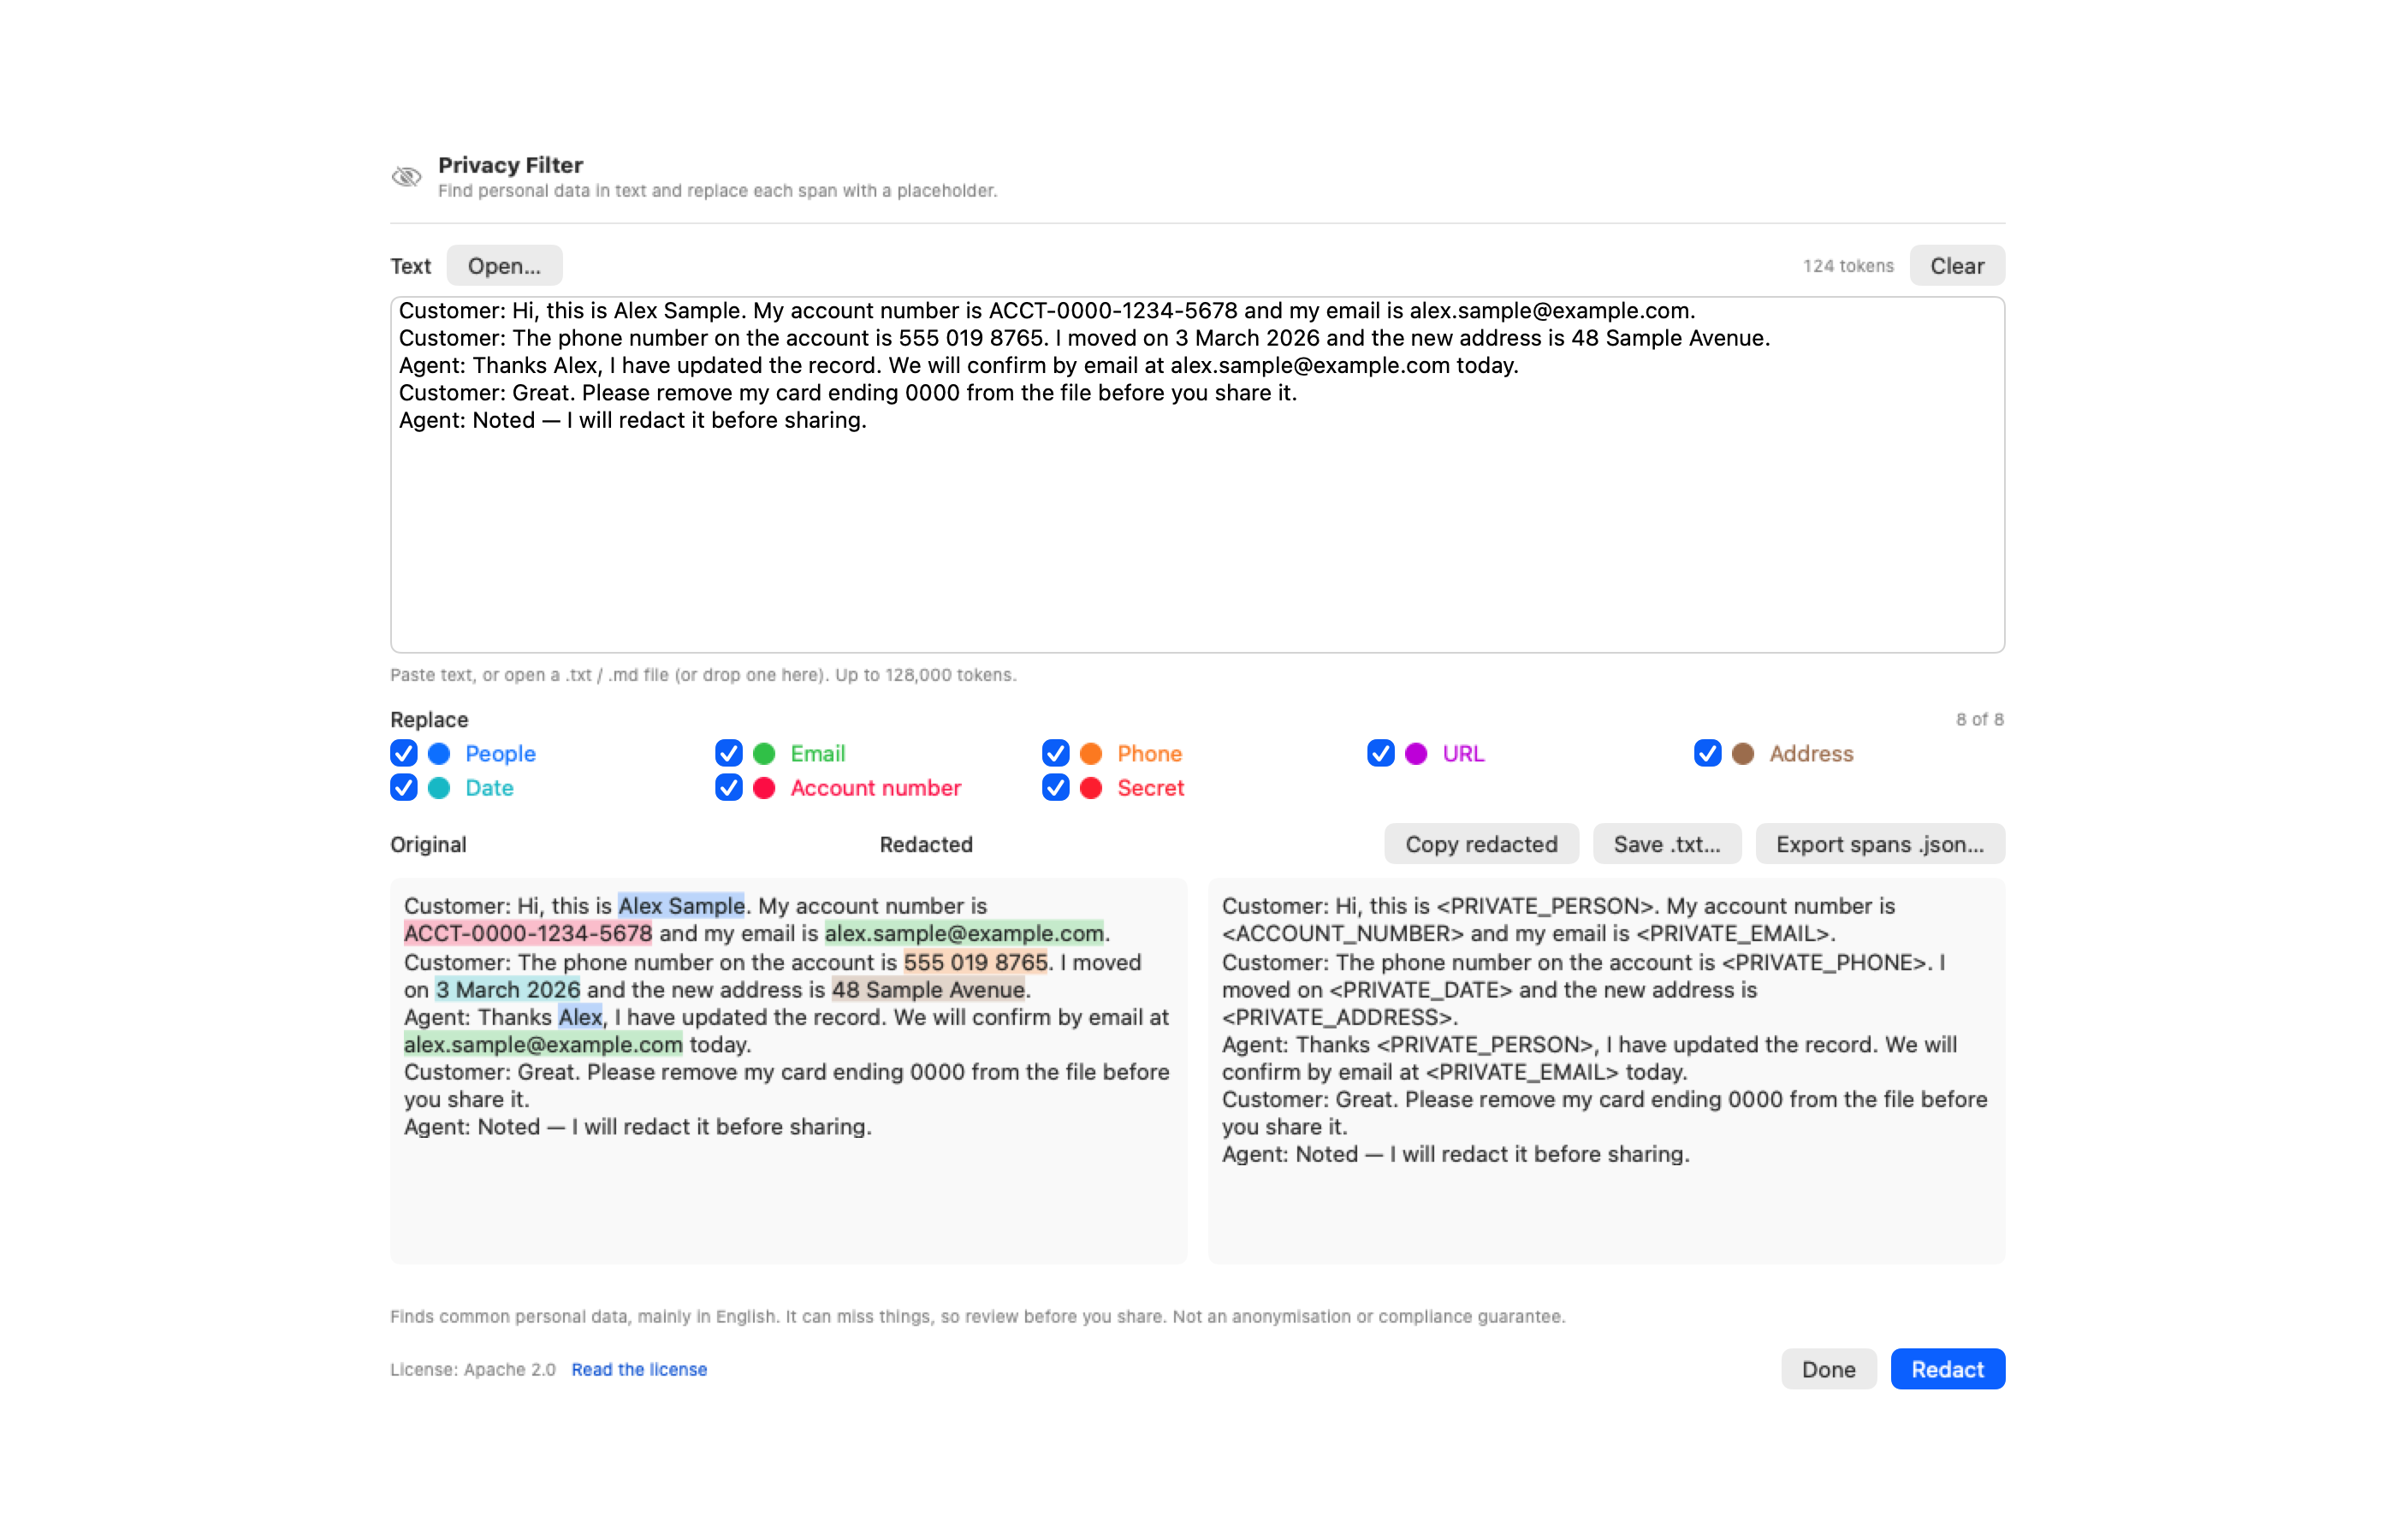 Privacy Filter
Find personal data in text and replace each span with a placeholder.
Text Open... 124 tokens Clear
Customer: Hi, this is Alex Sample. My account number is ACCT-0000-1234-5678 and my email is alex.sample@example.com.
Customer: The phone number on the account is 555 019 8765. I moved on 3 March 2026 and the new address is 48 Sample Avenue.
Agent: Thanks Alex, I have updated the record. We will confirm by email at alex.sample@example.com today.
Customer: Great. Please remove my card ending 0000 from the file before you share it.
Agent: Noted — I will redact it before sharing.
Paste text, or open a .txt / .md file (or drop one here). Up to 128,000 tokens.
Replace 8 of 8
People Email Phone URL Address
Date Account number Secret
Original Redacted Copy redacted Save .txt... Export spans .json...
Customer: Hi, this is Alex Sample. My account number is
ACCT-0000-1234-5678 and my email is alex.sample@example.com.
Customer: The phone number on the account is 555 019 8765. I moved
on 3 March 2026 and the new address is 48 Sample Avenue.
Agent: Thanks Alex, I have updated the record. We will confirm by email at
alex.sample@example.com today.
Customer: Great. Please remove my card ending 0000 from the file before
you share it.
Agent: Noted — I will redact it before sharing.
Customer: Hi, this is <PRIVATE_PERSON>. My account number is
<ACCOUNT_NUMBER> and my email is <PRIVATE_EMAIL>.
Customer: The phone number on the account is <PRIVATE_PHONE>. I
moved on <PRIVATE_DATE> and the new address is
<PRIVATE_ADDRESS>.
Agent: Thanks <PRIVATE_PERSON>, I have updated the record. We will
confirm by email at <PRIVATE_EMAIL> today.
Customer: Great. Please remove my card ending 0000 from the file before
you share it.
Agent: Noted — I will redact it before sharing.
Finds common personal data, mainly in English. It can miss things, so review before you share. Not an anonymisation or compliance guarantee.
License: Apache 2.0 Read the license Done Redact